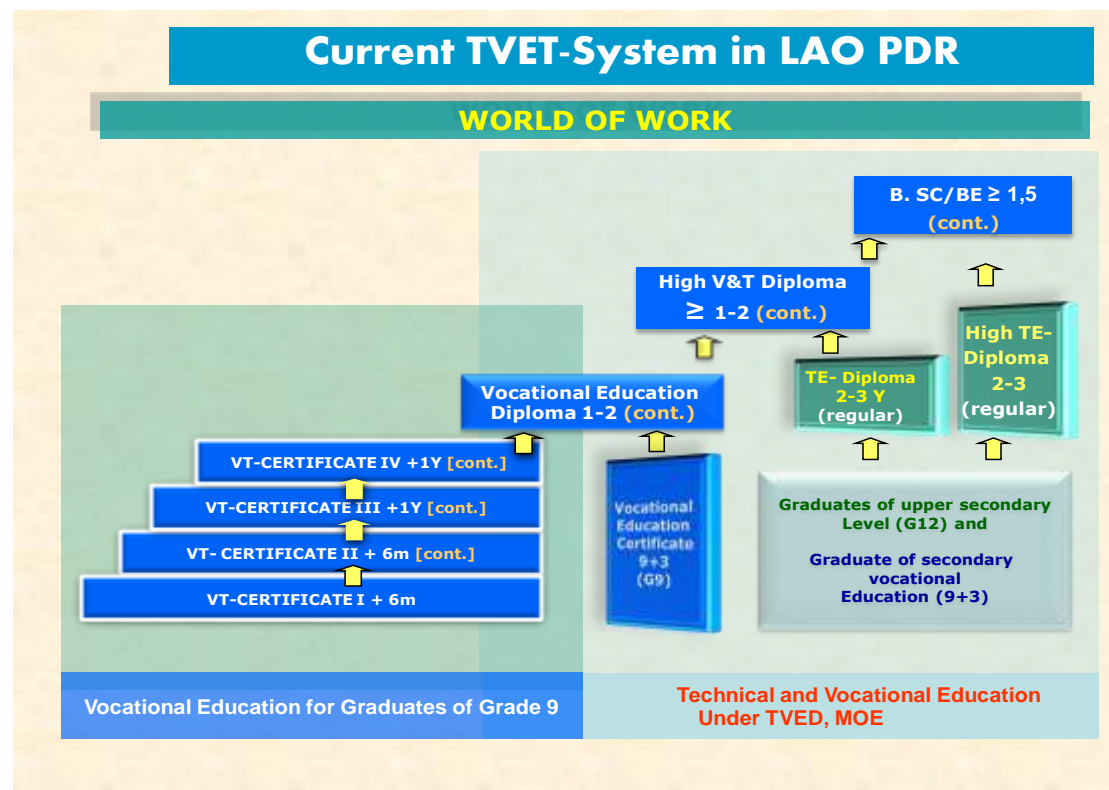 Current TVET-System in LAO PDR
WORLD OF WORK
B. SC/BE ≥ 1,5
(cont.)
High V&T Diploma
≥ 1-2 (cont.)
High TE-
Diploma
2-3
(regular)
TE- Diploma
2-3 Y
(regular)
Vocational Education
Diploma 1-2 (cont.)
VT-CERTIFICATE IV +1Y [cont.]
VT-CERTIFICATE III +1Y [cont.]
VT- CERTIFICATE II + 6m [cont.]
VT-CERTIFICATE I + 6m
Vocational
Education
Certificate
9+3
(G9)
Graduates of upper secondary
Level (G12) and
Graduate of secondary
vocational
Education (9+3)
Vocational Education for Graduates of Grade 9
Technical and Vocational Education
Under TVED, MOE